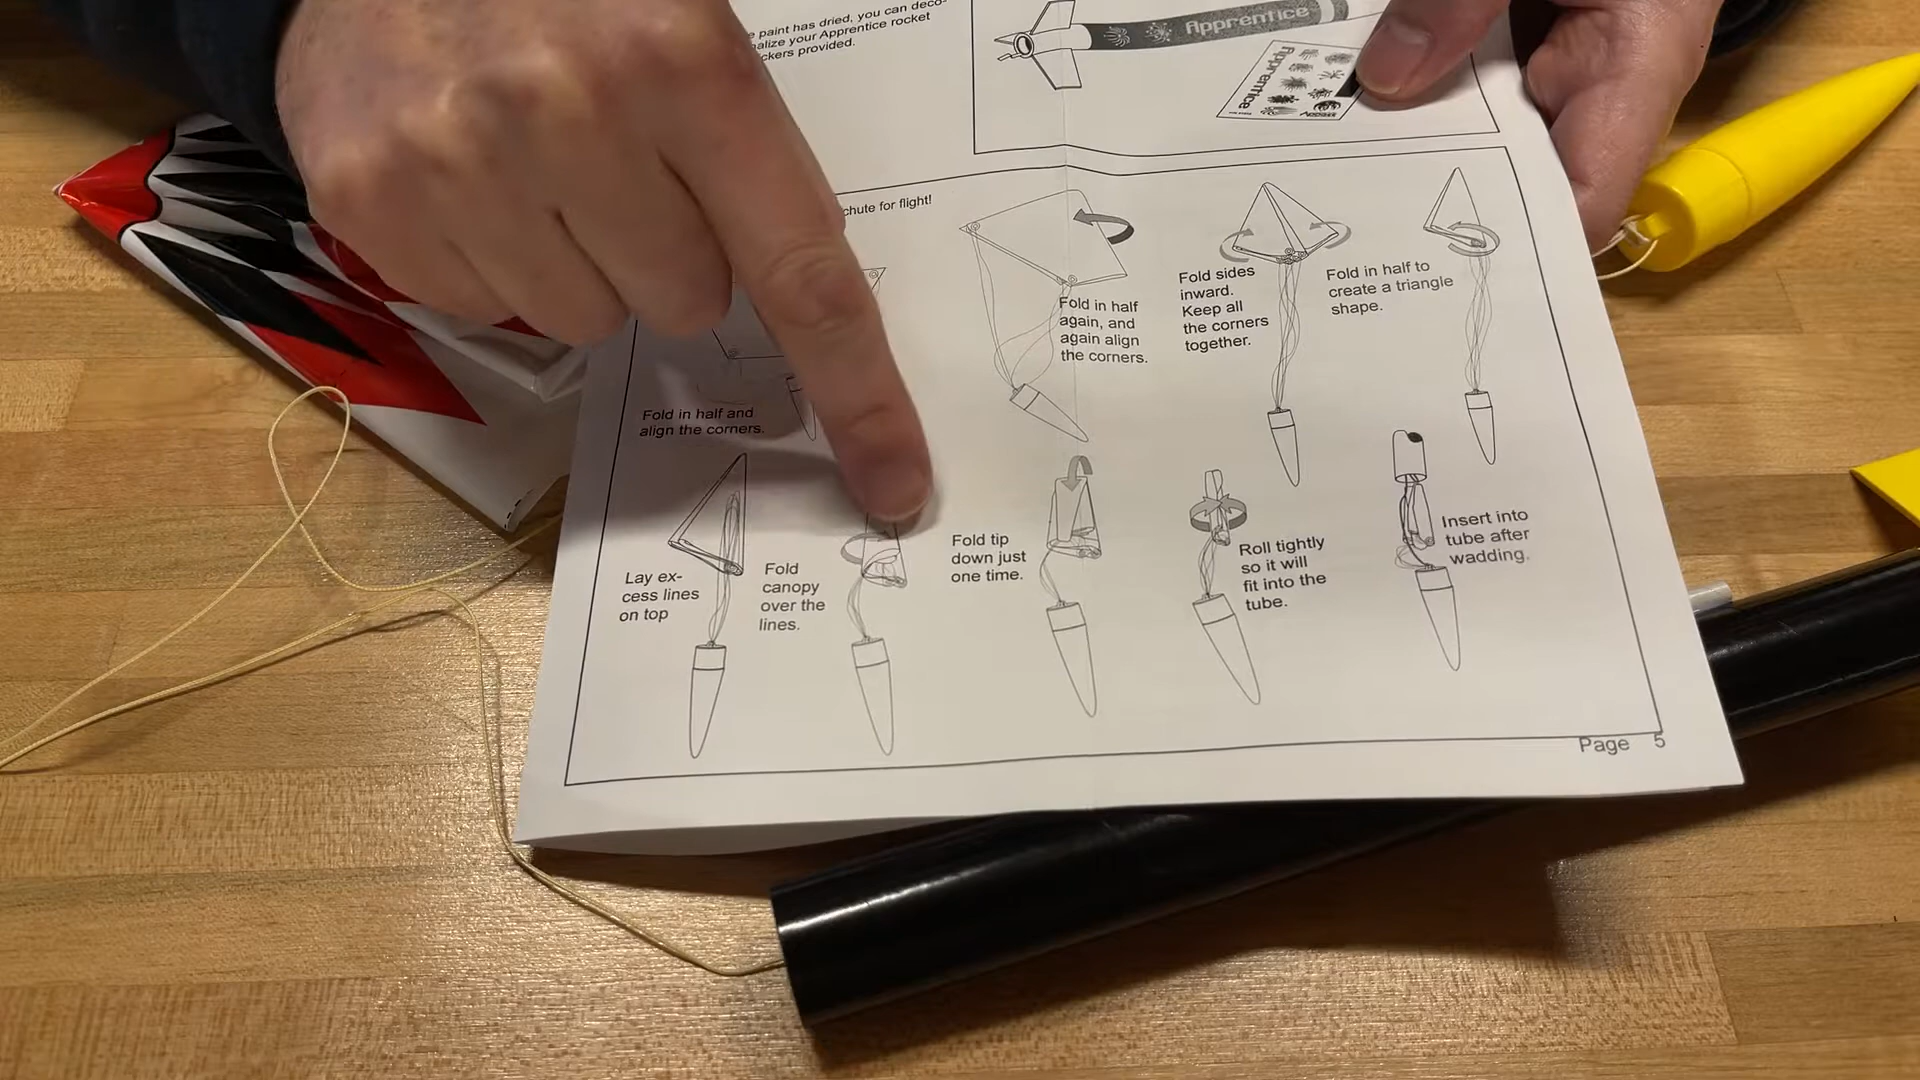 paint has dried, you can deco-
alize your Apprentice rocket
ckers provided.
Apprentice
Apprentice
chute for flight!
Fold in half and
align the corners.
Fold in half
again, and
again align
the corners.
Fold sides
inward.
Keep all
the corners
together.
Fold in half to
create a triangle
shape.
Lay ex-
cess lines
on top
Fold
canopy
over the
lines.
Fold tip
down just
one time.
Roll tightly
so it will
fit into the
tube.
Insert into
tube after
wadding.
Page 5